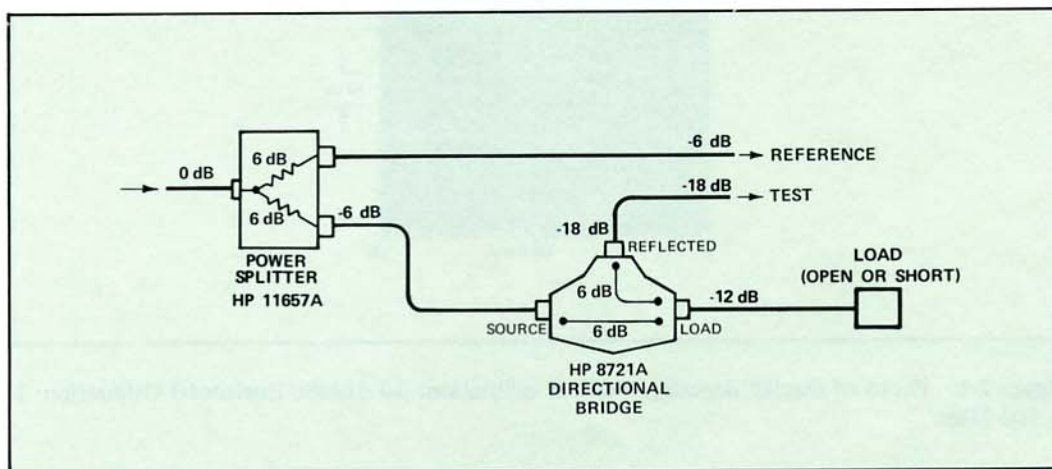 0 dB
6 dB
6 dB
POWER
SPLITTER
HP 11657A
-6 dB
-6 dB
REFERENCE
-18 dB
TEST
-18 dB
REFLECTED
6 dB
6 dB
SOURCE
LOAD
-12 dB
HP 8721A
DIRECTIONAL
BRIDGE
LOAD
(OPEN OR SHORT)